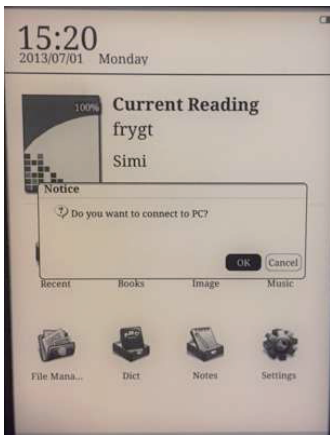 15:20
2013/07/01 Monday
100%
Current Reading
frygt
Simi
Notice
Do you want to connect to PC?
OK Cancel
Recent Books Image Music
File Mana... Dict Notes Settings